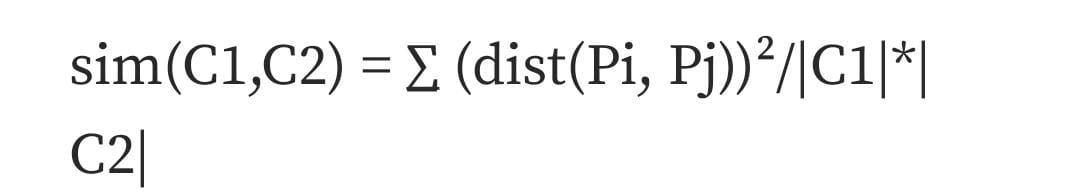 sim(C1,C2) = ∑ (dist(Pi, Pj))²/|C1|*|
C2|